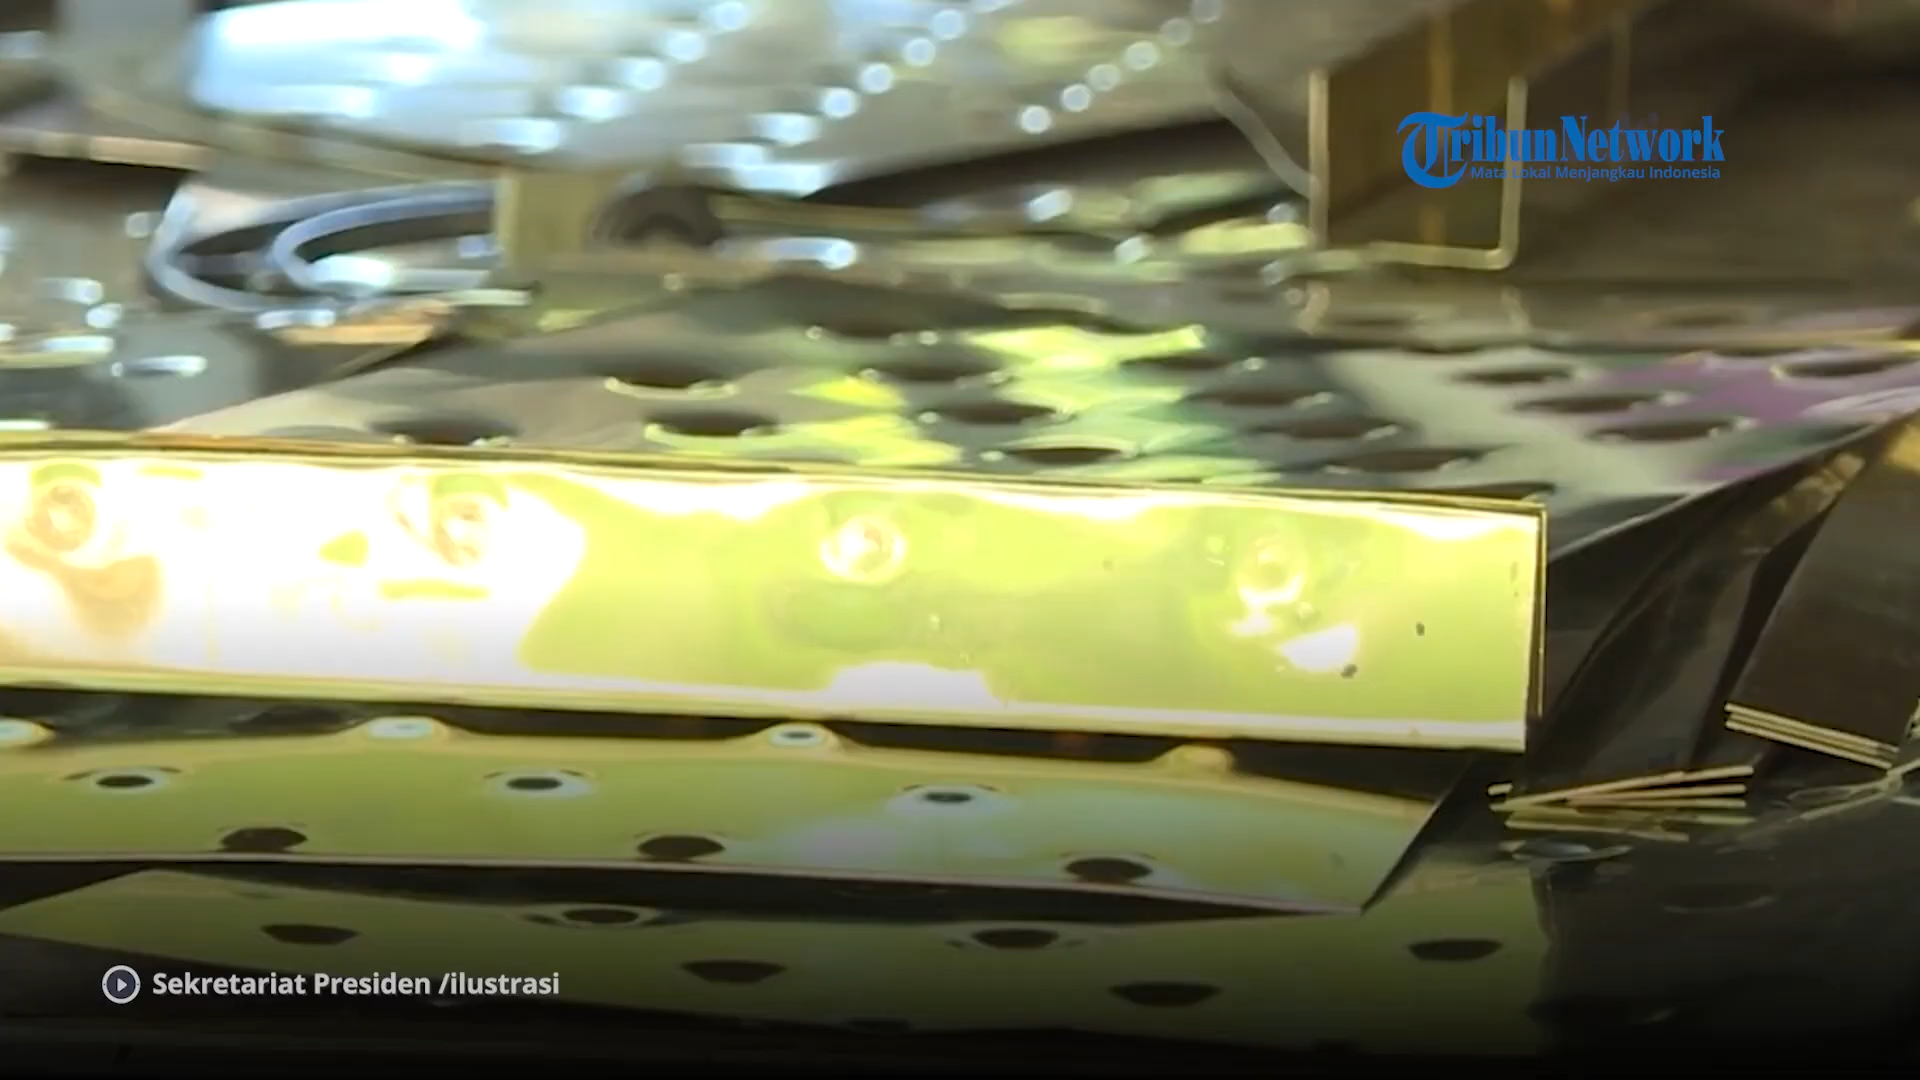 TribunNetwork
Mata Lokal Menjangkau Indonesia
Sekretariat Presiden /ilustrasi